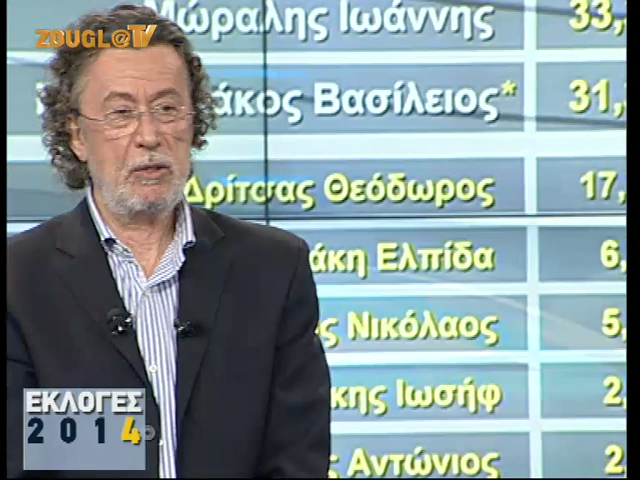 ZOUGL@TV
Μώραλης Ιωάννης 33,
άκος Βασίλειος* 31,
Δρίτσας Θεόδωρος 17,
άκη Ελπίδα 6,
ς Νικόλαος 5,
κης Ιωσήφ 2,
ς Αντώνιος 2,
ΕΚΛΟΓΕΣ
2014